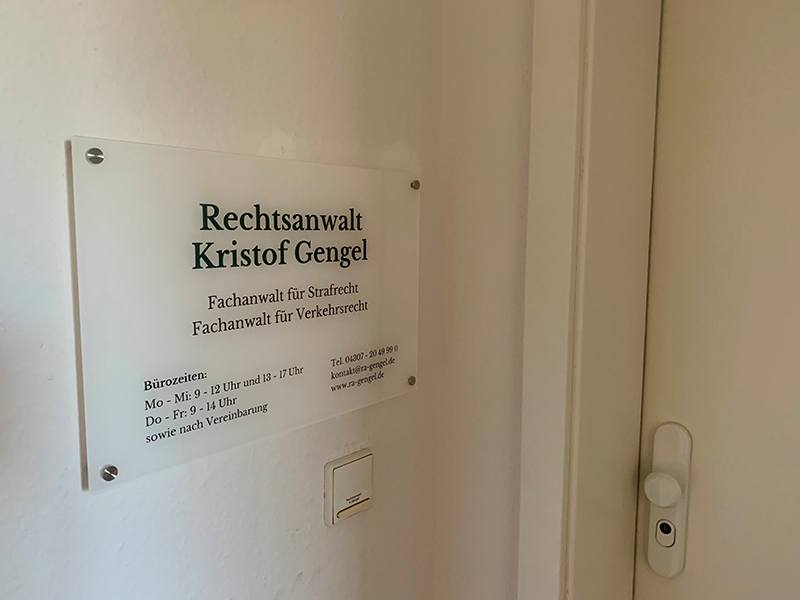 Rechtsanwalt
Kristof Gengel
Fachanwalt für Strafrecht
Fachanwalt für Verkehrsrecht
Bürozeiten:
Mo - Mi: 9 - 12 Uhr und 13 - 17 Uhr
Do - Fr: 9 - 14 Uhr
sowie nach Vereinbarung
Tel. 04307 - 20 49 99 0
kontakt@ra-gengel.de
www.ra-gengel.de